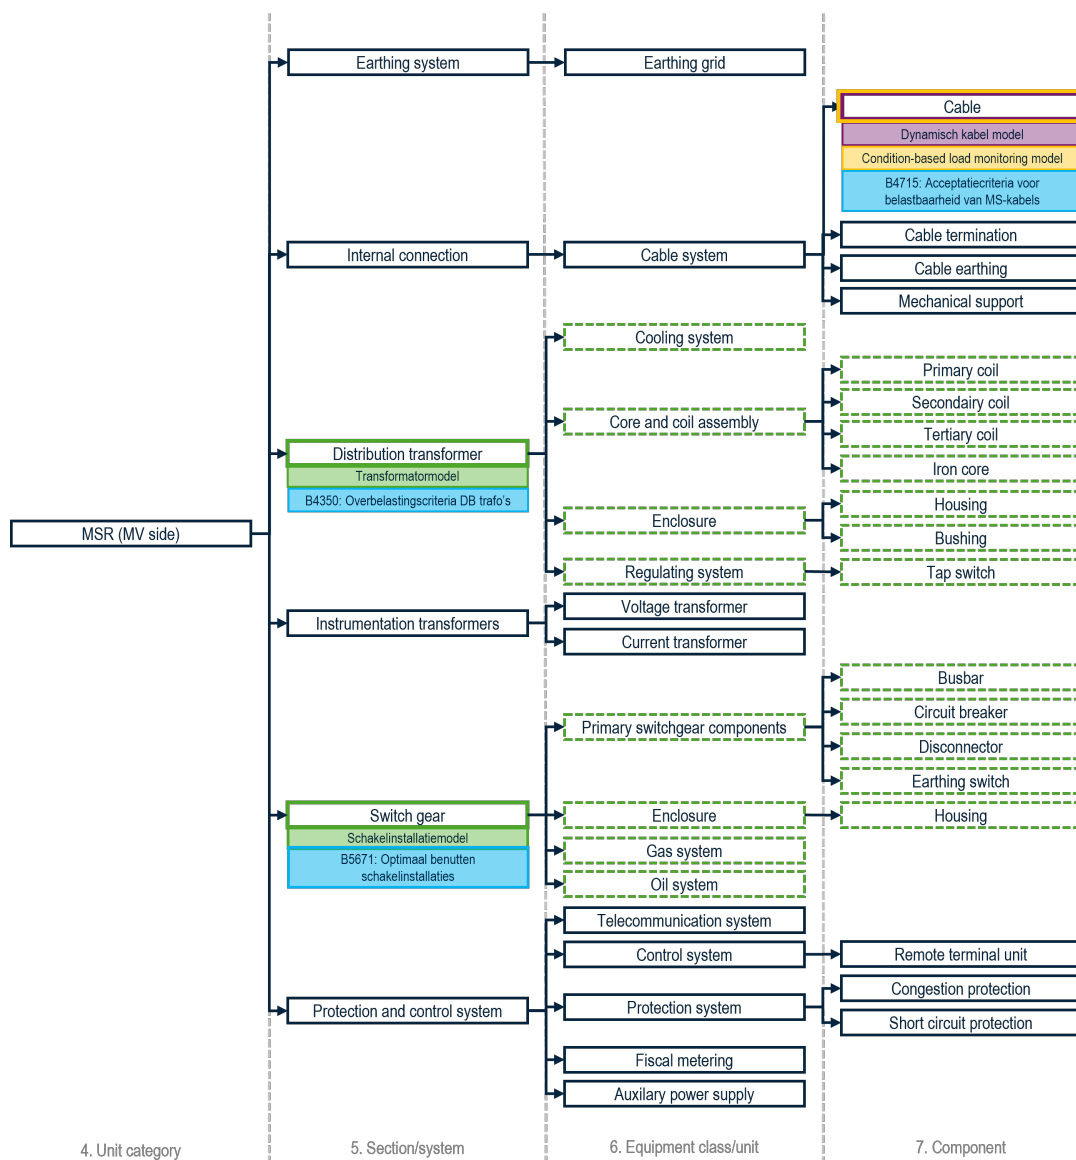 Earthing system
Earthing grid
Cable
Dynamisch kabel model
Condition-based load monitoring model
B4715: Acceptatiecriteria voor
belastbaarheid van MS-kabels
Cable termination
Internal connection
Cable system
Cable earthing
Mechanical support
Cooling system
Primary coil
Secondairy coil
Core and coil assembly
Tertiary coil
Distribution transformer
Iron core
Transformatormodel
B4350: Overbelastingscriteria DB trafo's
Housing
Enclosure
MSR (MV side)
Bushing
Regulating system
Tap switch
Voltage transformer
Instrumentation transformers
Current transformer
Busbar
Circuit breaker
Primary switchgear components
Disconnector
Earthing switch
Switch gear
Enclosure
Housing
Schakelinstallatiemodel
B5671: Optimaal benutten
schakelinstallaties
Gas system
Oil system
Telecommunication system
Control system
Remote terminal unit
Congestion protection
Protection and control system
Protection system
Short circuit protection
Fiscal metering
Auxilary power supply
4. Unit category
5. Section/system
6. Equipment class/unit
7. Component